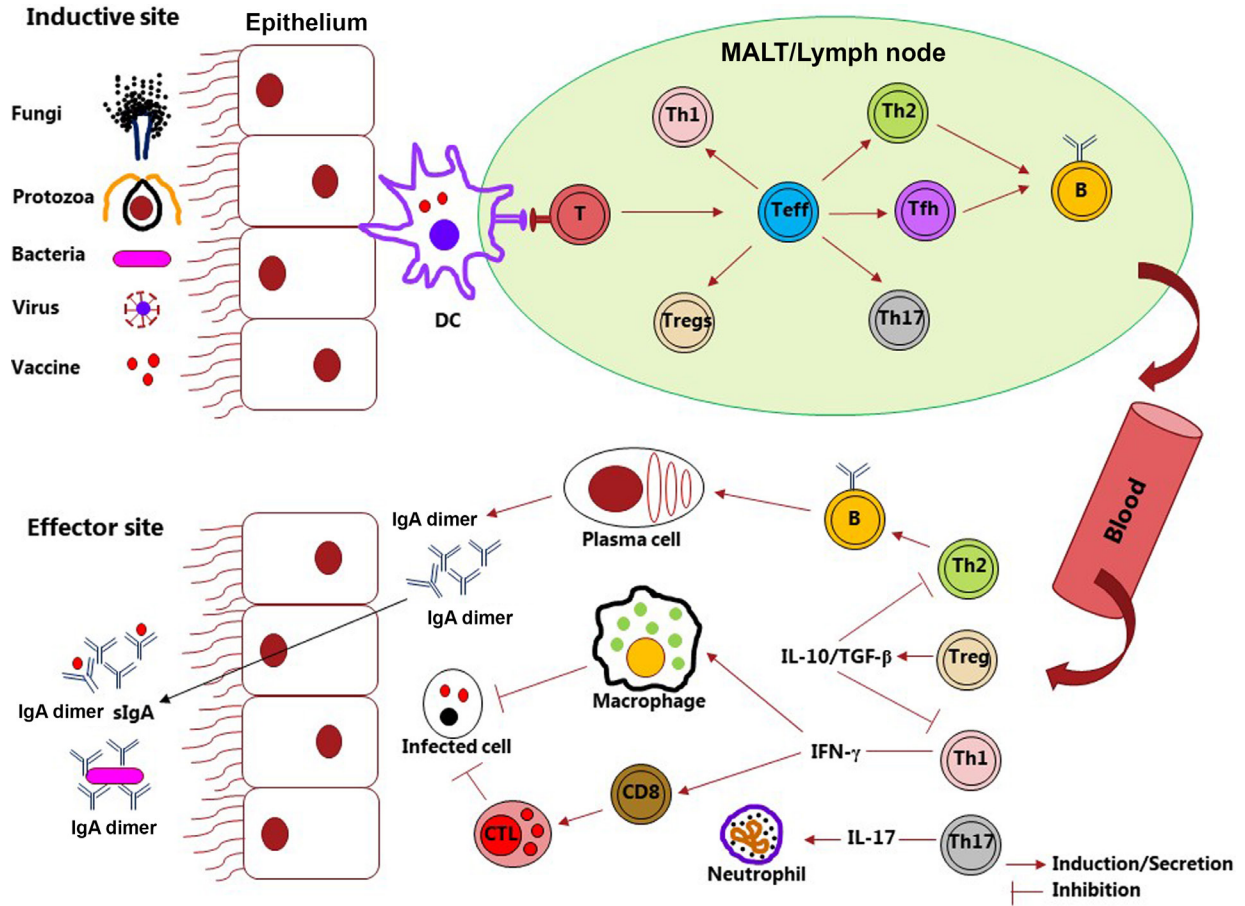 Inductive site
Epithelium
MALT/Lymph node
Fungi
Protozoa
Bacteria
Virus
Vaccine
DC
T
Teff
Th1
Th2
Tfh
B
Tregs
Th17
Blood
Effector site
IgA dimer
IgA dimer
Plasma cell
B
Th2
IL-10/TGF-β
Treg
Macrophage
IgA dimer sIgA
Infected cell
IFN-γ
Th1
CD8
CTL
IgA dimer
Neutrophil
IL-17
Th17
Induction/Secretion
Inhibition